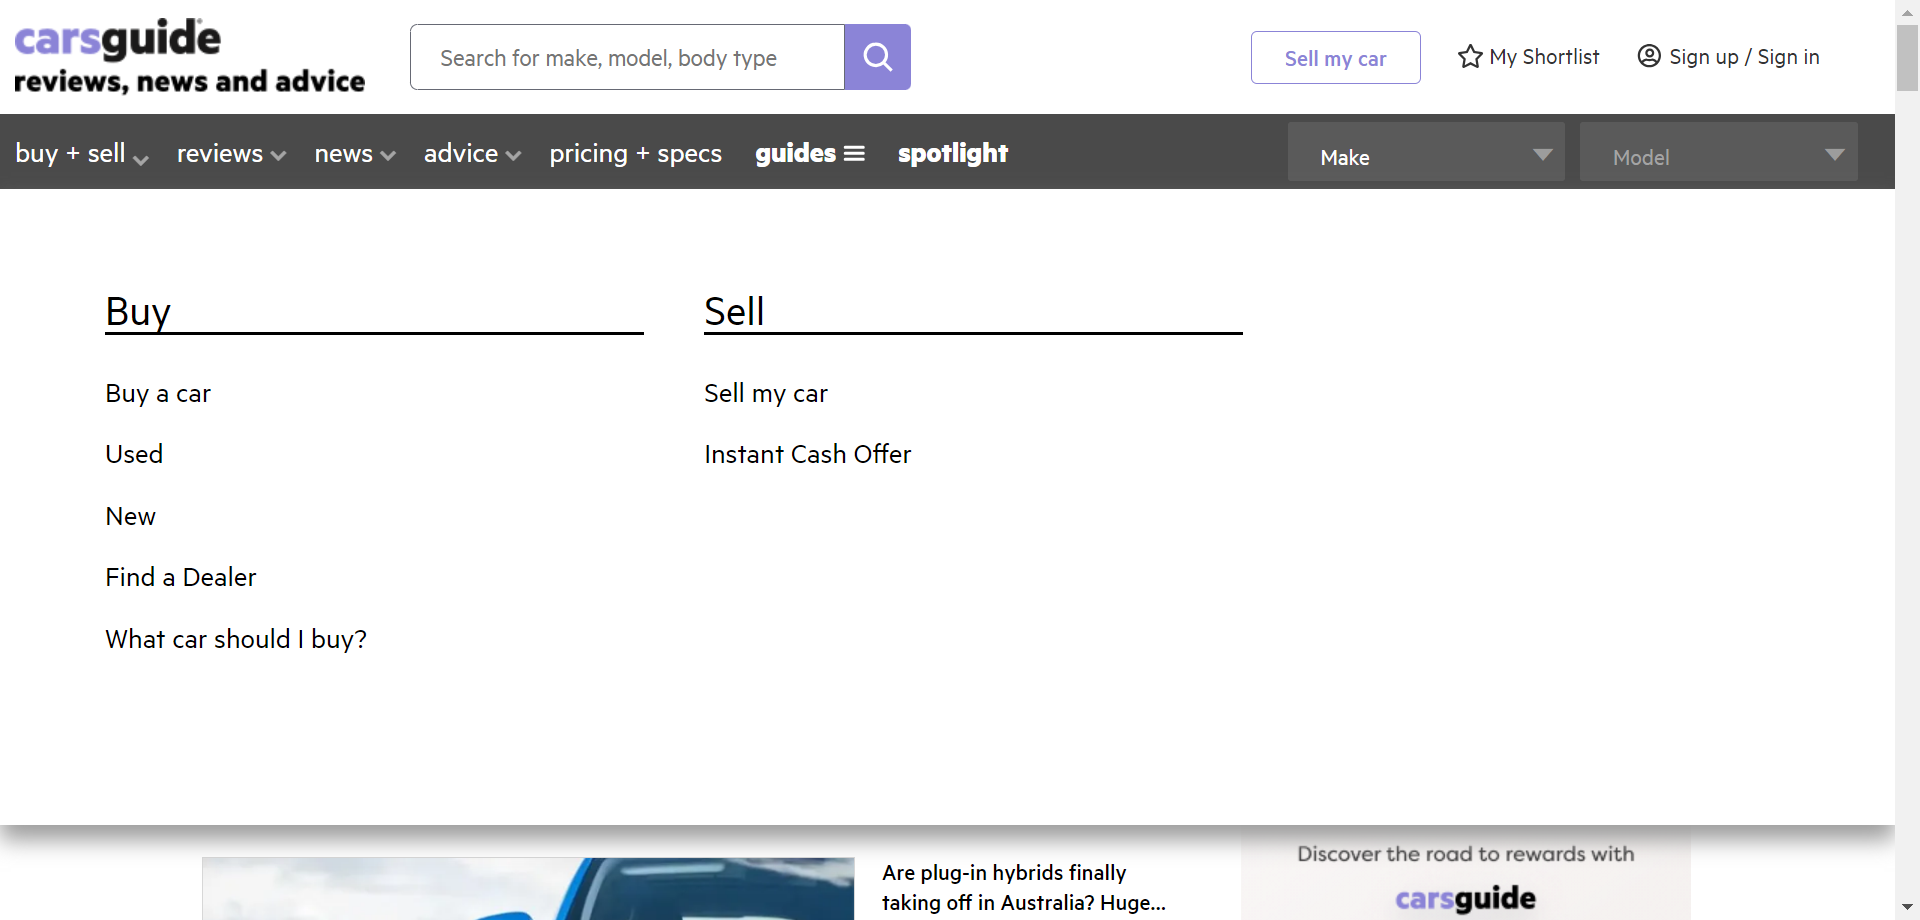 carsguide
reviews, news and advice
Search for make, model, body type
Sell my car
My Shortlist
Sign up / Sign in
buy + sell
reviews
news
advice
pricing + specs
guides
spotlight
Make
Model
Buy
Buy a car
Used
New
Find a Dealer
What car should I buy?
Sell
Sell my car
Instant Cash Offer
Are plug-in hybrids finally
taking off in Australia? Huge...
Discover the road to rewards with
carsguide